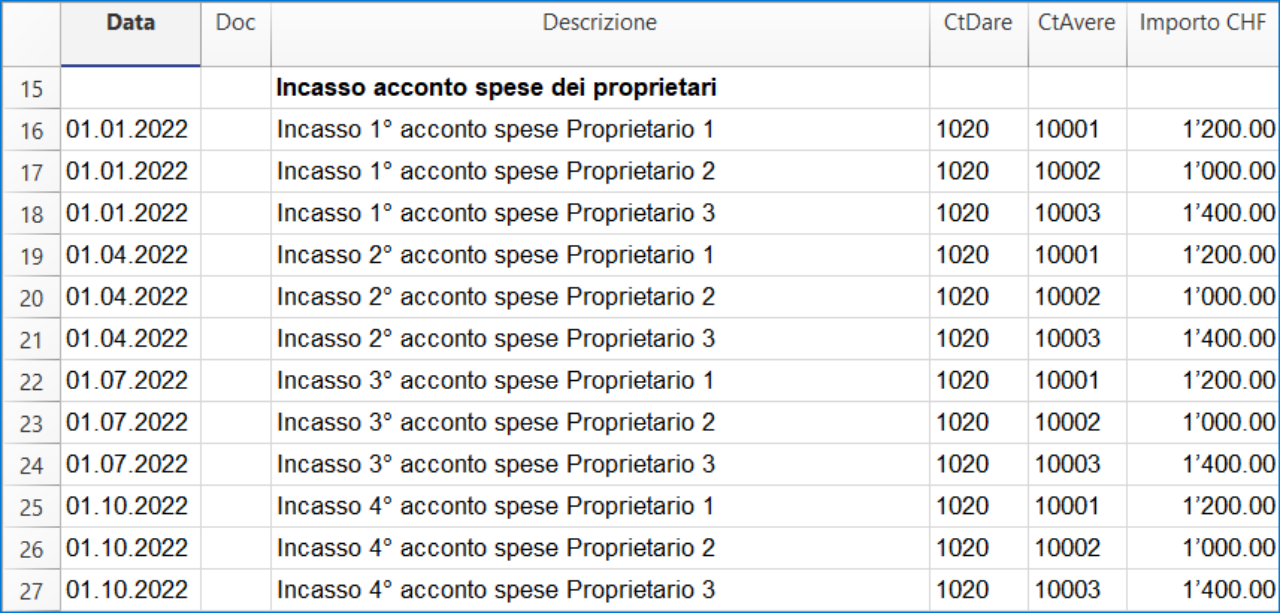 Data Doc Descrizione CtDare CtAvere Importo CHF
15 Incasso acconto spese dei proprietari
16 01.01.2022 Incasso 1° acconto spese Proprietario 1 1020 10001 1’200.00
17 01.01.2022 Incasso 1° acconto spese Proprietario 2 1020 10002 1’000.00
18 01.01.2022 Incasso 1° acconto spese Proprietario 3 1020 10003 1’400.00
19 01.04.2022 Incasso 2° acconto spese Proprietario 1 1020 10001 1’200.00
20 01.04.2022 Incasso 2° acconto spese Proprietario 2 1020 10002 1’000.00
21 01.04.2022 Incasso 2° acconto spese Proprietario 3 1020 10003 1’400.00
22 01.07.2022 Incasso 3° acconto spese Proprietario 1 1020 10001 1’200.00
23 01.07.2022 Incasso 3° acconto spese Proprietario 2 1020 10002 1’000.00
24 01.07.2022 Incasso 3° acconto spese Proprietario 3 1020 10003 1’400.00
25 01.10.2022 Incasso 4° acconto spese Proprietario 1 1020 10001 1’200.00
26 01.10.2022 Incasso 4° acconto spese Proprietario 2 1020 10002 1’000.00
27 01.10.2022 Incasso 4° acconto spese Proprietario 3 1020 10003 1’400.00